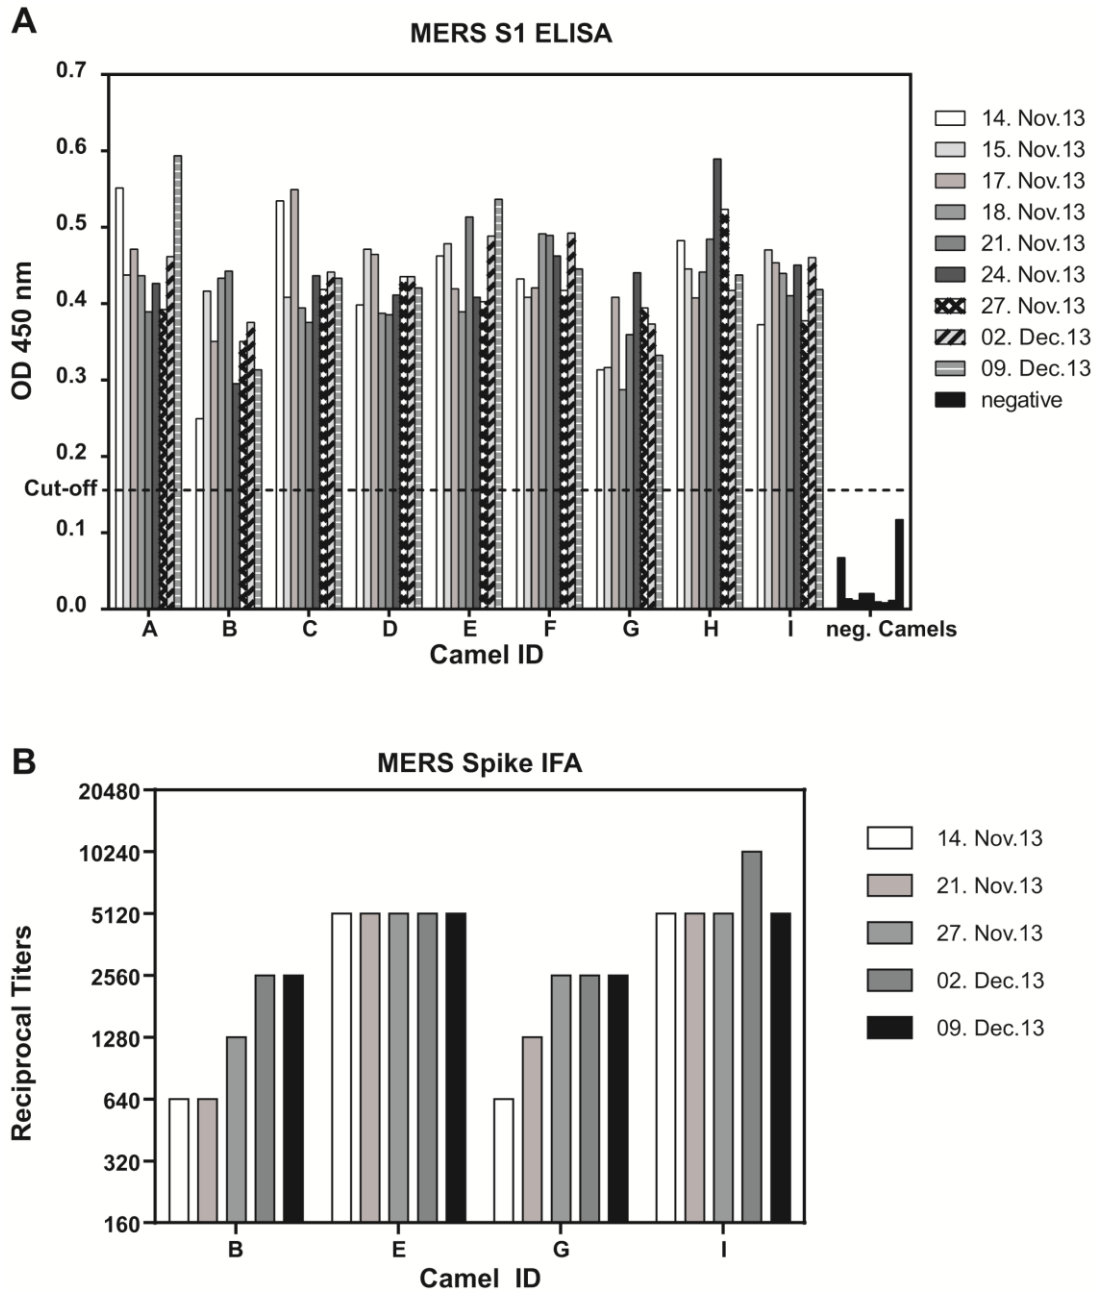 A
MERS S1 ELISA
OD 450 nm
0.7
0.6
0.5
0.4
0.3
0.2
Cut-off
0.1
0.0
A B C D E F G H I neg. Camels
Camel ID
14. Nov.13
15. Nov.13
17. Nov.13
18. Nov.13
21. Nov.13
24. Nov.13
27. Nov.13
02. Dec.13
09. Dec.13
negative
B
MERS Spike IFA
Reciprocal Titers
20480
10240
5120
2560
1280
640
320
160
B E G I
Camel ID
14. Nov.13
21. Nov.13
27. Nov.13
02. Dec.13
09. Dec.13